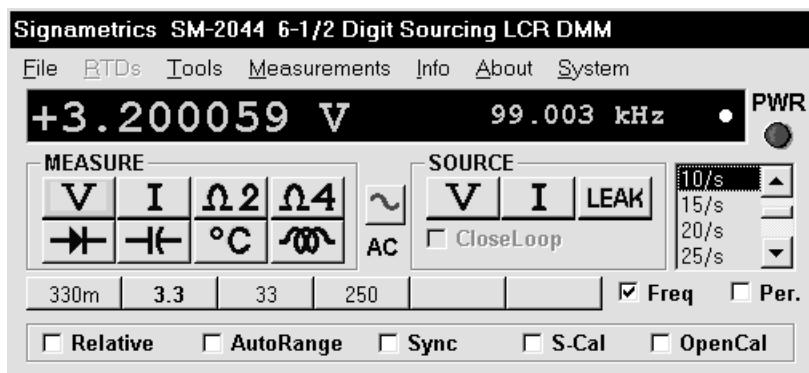 Signametrics SM-2044 6-1/2 Digit Sourcing LCR DMM
File RTDs Tools Measurements Info About System
+3.200059 V 99.003 kHz
PWR
MEASURE SOURCE
V I Ω2 Ω4 V I LEAK
°C AC CloseLoop
10/s
15/s
20/s
25/s
330m 3.3 33 250 Freq Per.
Relative AutoRange Sync S-Cal OpenCal